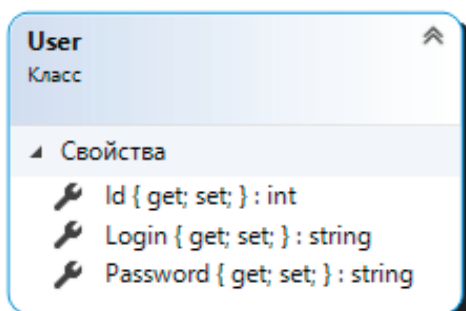 User
Класс
Свойства
Id { get; set; } : int
Login { get; set; } : string
Password { get; set; } : string